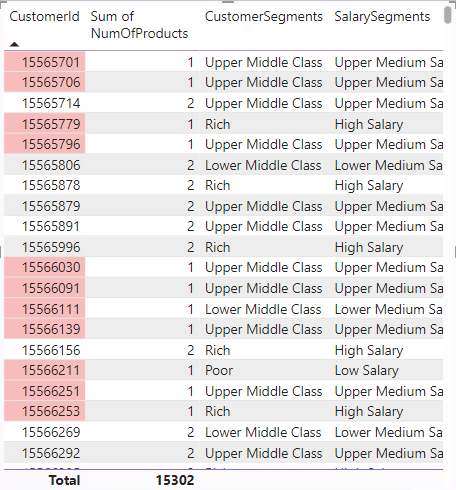 CustomerId Sum of NumOfProducts CustomerSegments SalarySegments
15565701 1 Upper Middle Class Upper Medium Sa
15565706 1 Upper Middle Class Upper Medium Sa
15565714 2 Upper Middle Class Upper Medium Sa
15565779 1 Rich High Salary
15565796 1 Upper Middle Class Upper Medium Sa
15565806 2 Lower Middle Class Lower Medium Sa
15565878 2 Rich High Salary
15565879 2 Upper Middle Class Upper Medium Sa
15565891 2 Upper Middle Class Upper Medium Sa
15565996 2 Rich High Salary
15566030 1 Upper Middle Class Upper Medium Sa
15566091 1 Upper Middle Class Upper Medium Sa
15566111 1 Lower Middle Class Lower Medium Sa
15566139 1 Upper Middle Class Upper Medium Sa
15566156 2 Rich High Salary
15566211 1 Poor Low Salary
15566251 1 Upper Middle Class Upper Medium Sa
15566253 1 Rich High Salary
15566269 2 Lower Middle Class Lower Medium Sa
15566292 2 Upper Middle Class Upper Medium Sa
Total 15302